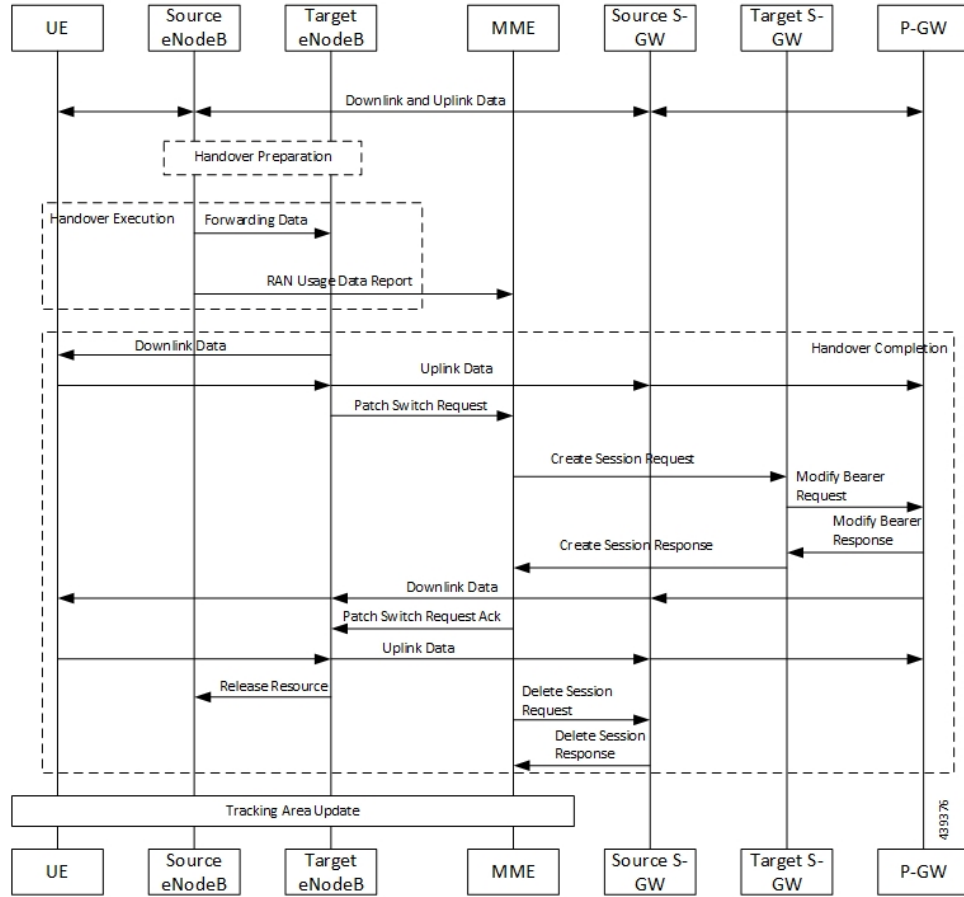 UE
Source
eNodeB
Target
eNodeB
MME
Source S-
GW
Target S-
GW
P-GW
Downlink and Uplink Data
Handover Preparation
Handover Execution
Forwarding Data
RAN Usage Data Report
Handover Completion
Downlink Data
Uplink Data
Patch Switch Request
Create Session Request
Modify Bearer
Request
Modify Bearer
Response
Create Session Response
Downlink Data
Patch Switch Request Ack
Uplink Data
Release Resource
Delete Session
Request
Delete Session
Response
Tracking Area Update
439376
UE
Source
eNodeB
Target
eNodeB
MME
Source S-
GW
Target S-
GW
P-GW